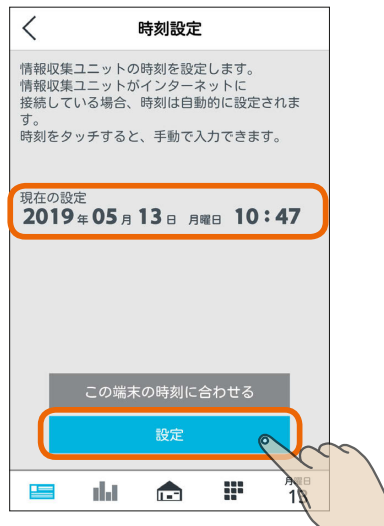 時刻設定
情報収集ユニットの時刻を設定します。
情報収集ユニットがインターネットに
接続している場合、時刻は自動的に設定されま
す。
時刻をタッチすると、手動で入力できます。
現在の設定
2019年05月13日 月曜日 10:47
この端末の時刻に合わせる
設定
月曜日
13